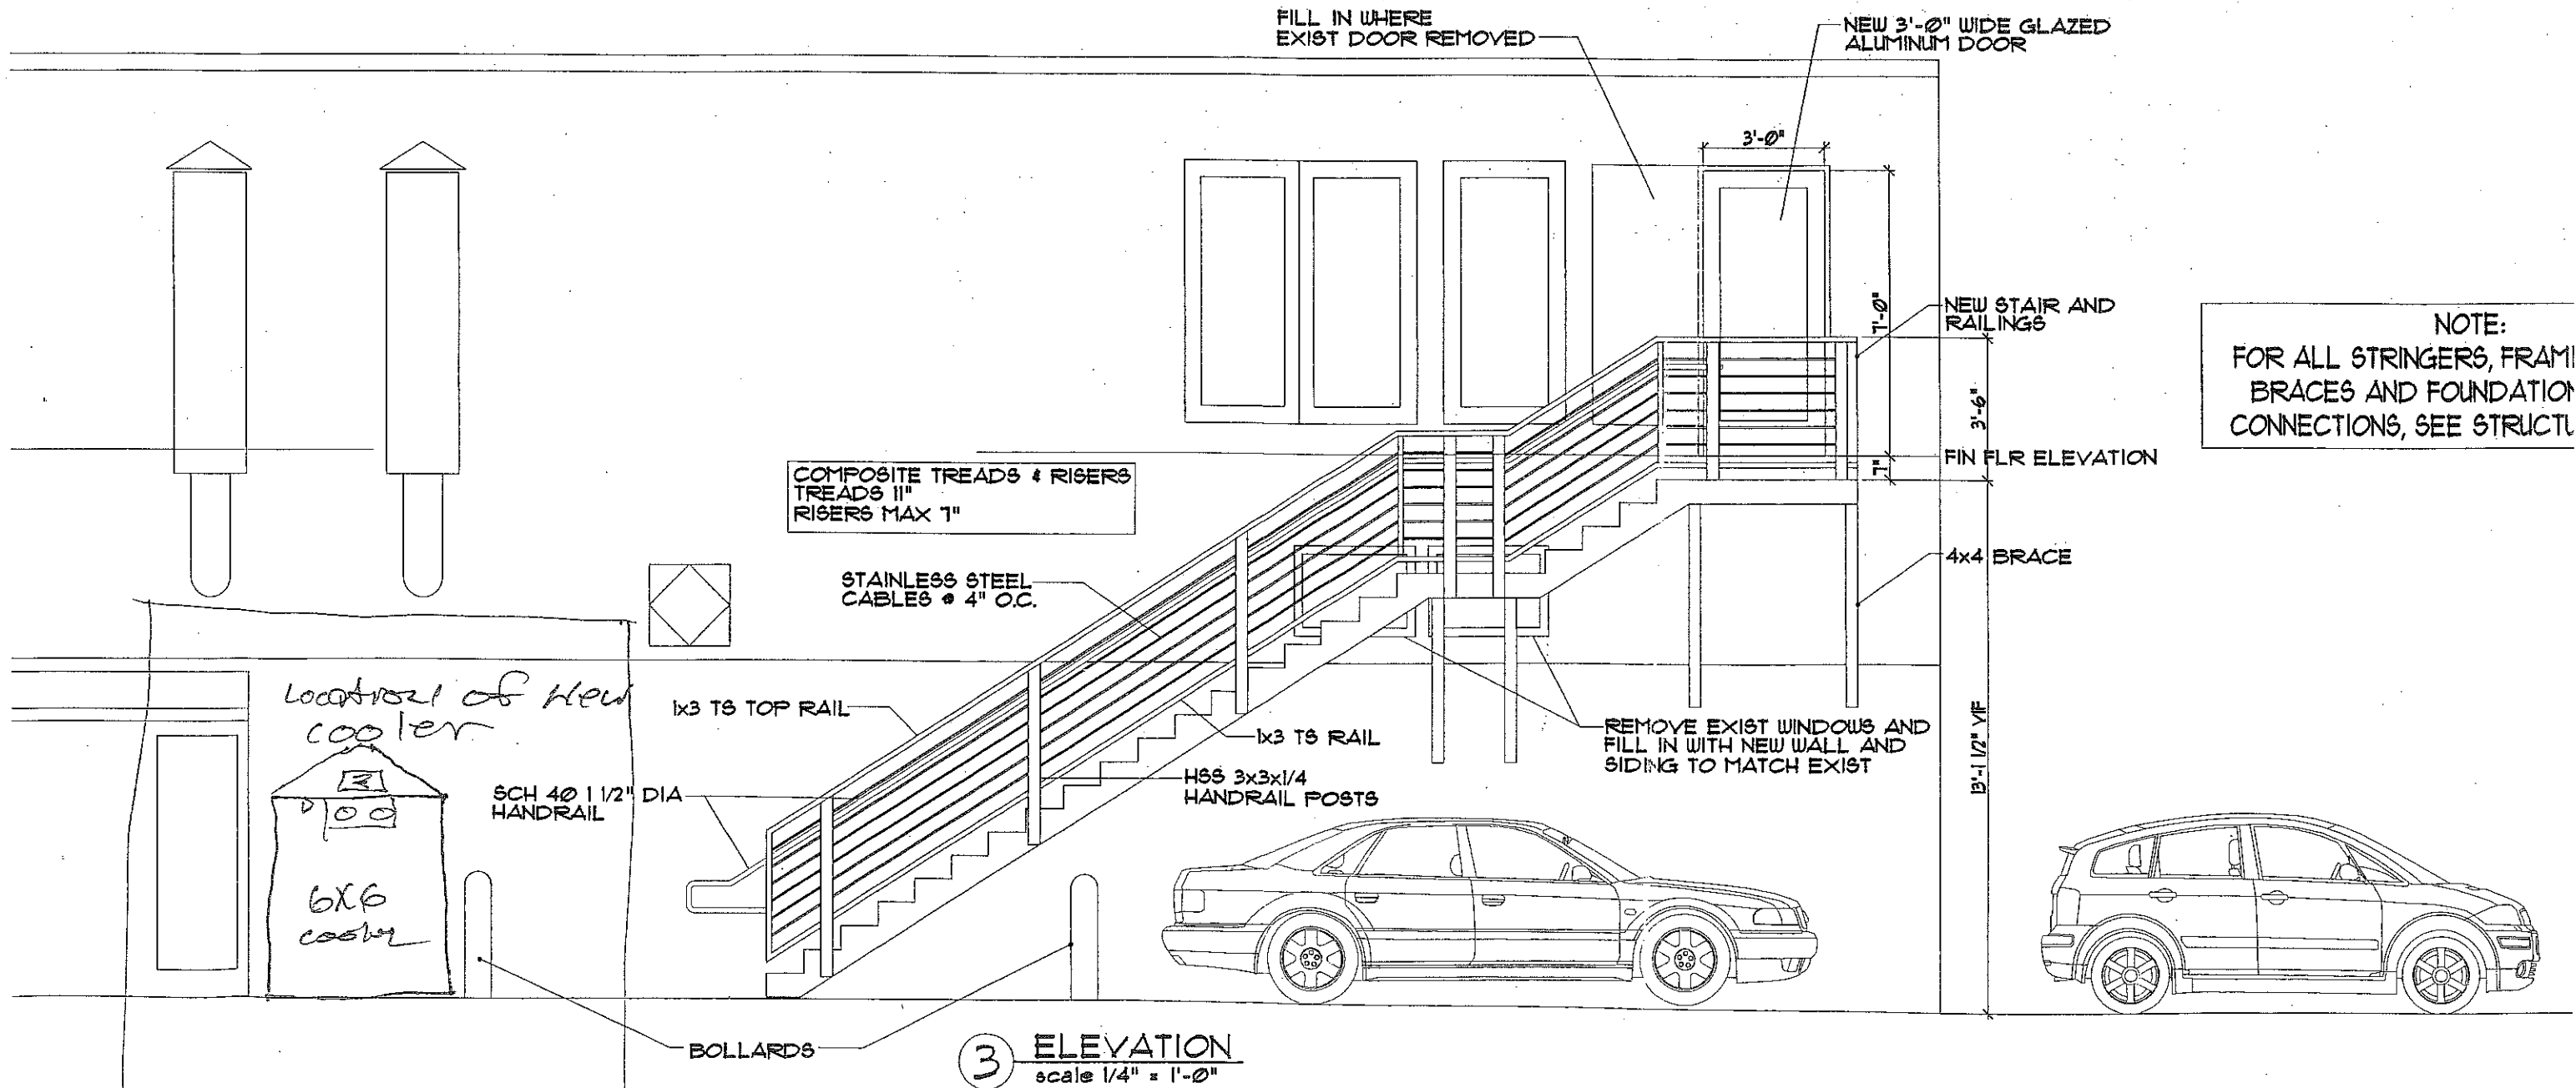 FILL IN WHERE
EXIST DOOR REMOVED
NEW 3'-0" WIDE GLAZED
ALUMINUM DOOR
3'-0"
7'-0"
NEW STAIR AND
RAILINGS
NOTE:
FOR ALL STRINGERS, FRAMI
BRACES AND FOUNDATION
CONNECTIONS, SEE STRUCTU
3'-6"
FIN FLR ELEVATION
7"
COMPOSITE TREADS & RISERS
TREADS 11"
RISERS MAX 7"
STAINLESS STEEL
CABLES @ 4" O.C.
4x4 BRACE
Location of New
cooler
1x3 TS TOP RAIL
1x3 TS RAIL
REMOVE EXIST WINDOWS AND
FILL IN WITH NEW WALL AND
SIDING TO MATCH EXIST
13'-1 1/2" VIF
SCH 40 1 1/2" DIA
HANDRAIL
HSS 3x3x1/4
HANDRAIL POSTS
6X6
cooler
BOLLARDS
3 ELEVATION
scale 1/4" = 1'-0"